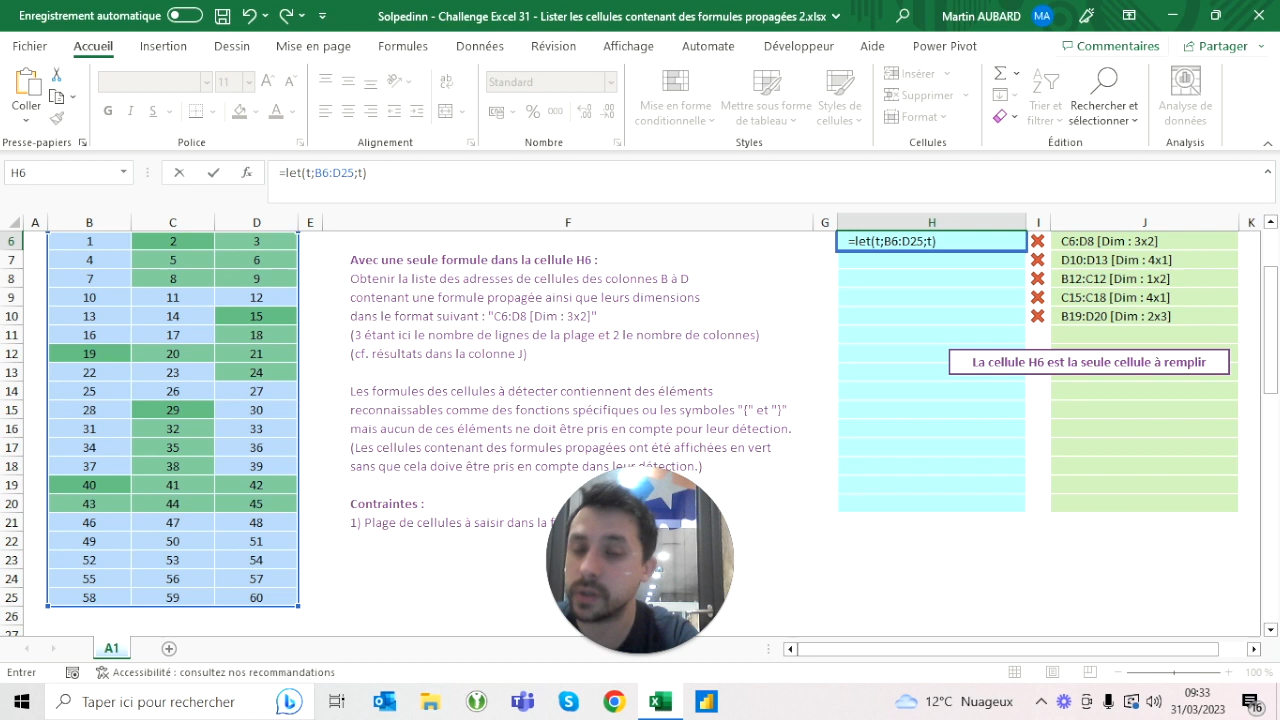 Enregistrement automatique
Solpedinn - Challenge Excel 31 - Lister les cellules contenant des formules propagées 2.xlsx
Martin AUBARD MA
Fichier Accueil Insertion Dessin Mise en page Formules Données Révision Affichage Automate Développeur Aide Power Pivot Commentaires Partager
Coller
Presse-papiers
11
G I S
Police
ab
Alignement
Standard
% 000
Nombre
Mise en forme conditionnelle
Mettre sous forme de tableau
Styles de cellules
Styles
Insérer
Supprimer
Format
Cellules
Trier et filtrer
Rechercher et sélectionner
Édition
Analyse de données
Analyse
H6 fx =let(t;B6:D25;t)
A B C D E F G H I J K
6 1 2 3 =let(t;B6:D25;t) C6:D8 [Dim : 3x2]
7 4 5 6 Avec une seule formule dans la cellule H6 : D10:D13 [Dim : 4x1]
8 7 8 9 Obtenir la liste des adresses de cellules des colonnes B à D B12:C12 [Dim : 1x2]
9 10 11 12 contenant une formule propagée ainsi que leurs dimensions C15:C18 [Dim : 4x1]
10 13 14 15 dans le format suivant : "C6:D8 [Dim : 3x2]" B19:D20 [Dim : 2x3]
11 16 17 18 (3 étant ici le nombre de lignes de la plage et 2 le nombre de colonnes)
12 19 20 21 (cf. résultats dans la colonne J) La cellule H6 est la seule cellule à remplir
13 22 23 24
14 25 26 27 Les formules des cellules à détecter contiennent des éléments
15 28 29 30 reconnaissables comme des fonctions spécifiques ou les symboles "{" et "}"
16 31 32 33 mais aucun de ces éléments ne doit être pris en compte pour leur détection.
17 34 35 36 (Les cellules contenant des formules propagées ont été affichées en vert
18 37 38 39 sans que cela doive être pris en compte dans leur détection.)
19 40 41 42
20 43 44 45 Contraintes :
21 46 47 48 1) Plage de cellules à saisir dans la
22 49 50 51
23 52 53 54
24 55 56 57
25 58 59 60
26
27
A1
Entrer Accessibilité : consultez nos recommandations 100 %
Taper ici pour rechercher
12°C Nuageux
09:33
31/03/2023
16